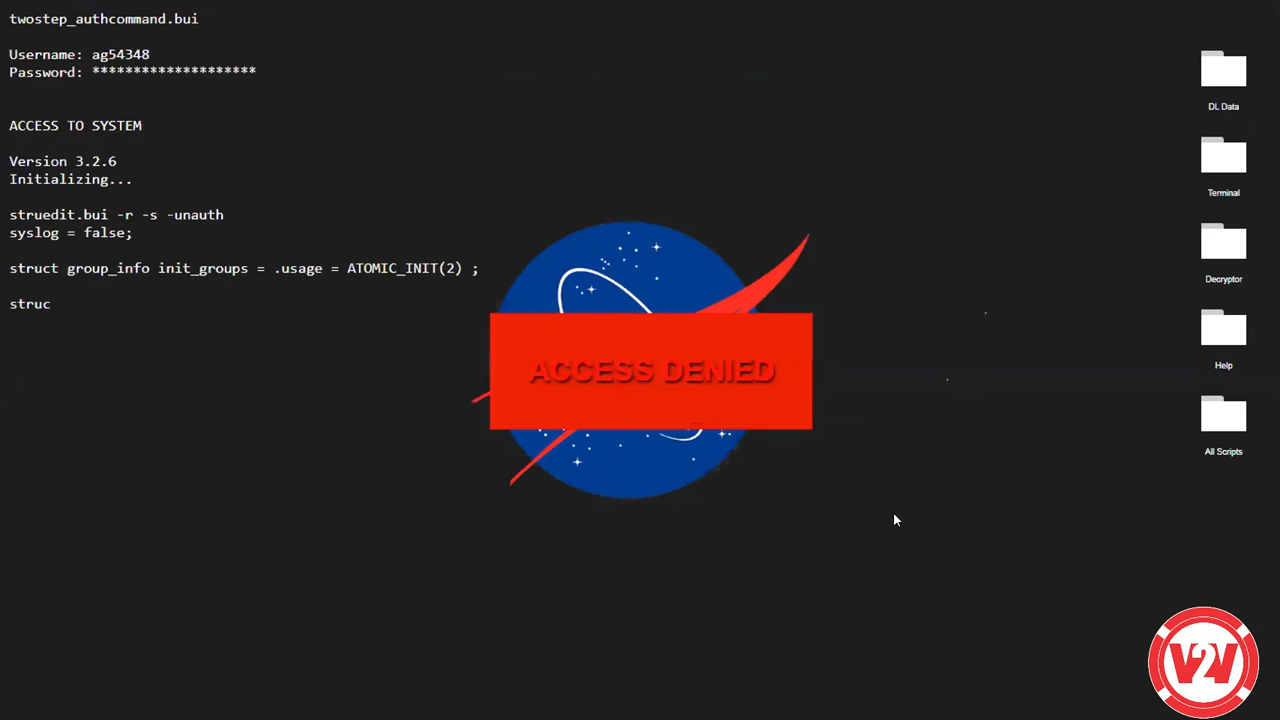 twostep_authcommand.bui
Username: ag54348
Password: ********************
ACCESS TO SYSTEM
Version 3.2.6
Initializing...
struedit.bui -r -s -unauth
syslog = false;
struct group_info init_groups = .usage = ATOMIC_INIT(2) ;
struc
ACCESS DENIED
DL Data
Terminal
Decryptor
Help
All Scripts
V2V